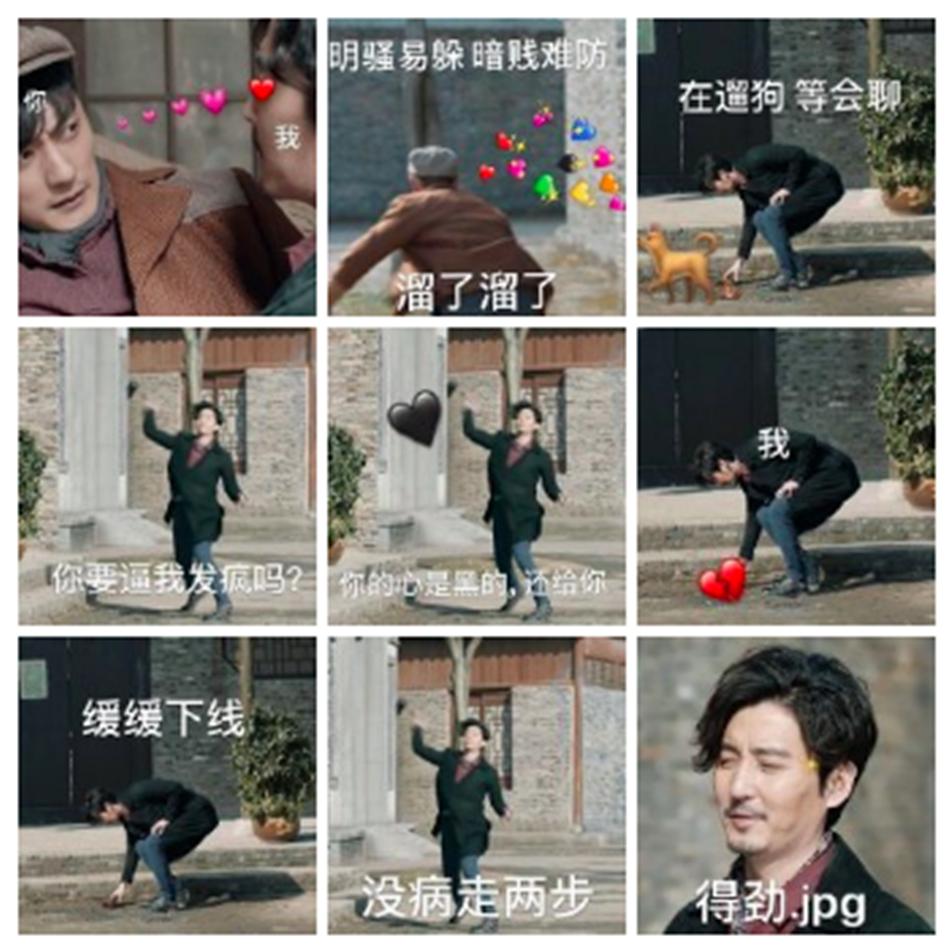 你
我
明骚易躲 暗贱难防
溜了溜了
在遛狗 等会聊
你要逼我发疯吗?
你的心是黑的,还给你
我
缓缓下线
没病走两步
得劲.jpg